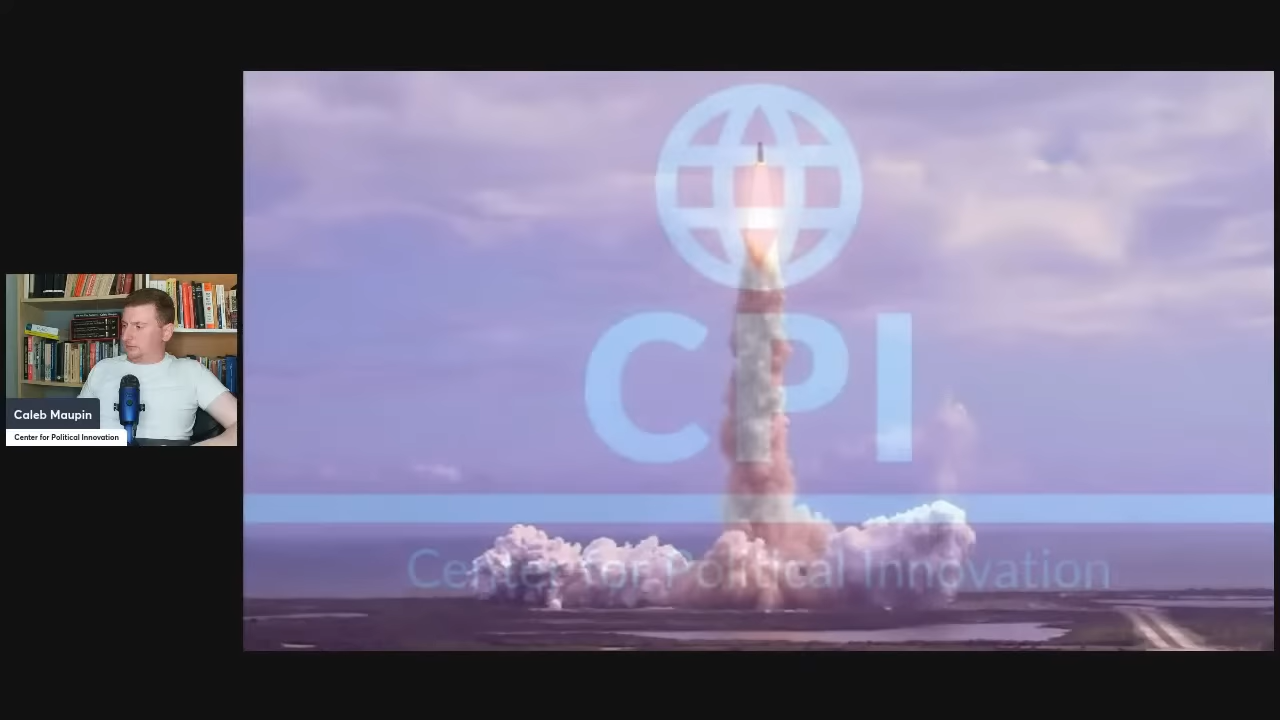 Caleb Maupin
Center for Political Innovation
CPI
Center for Political Innovation